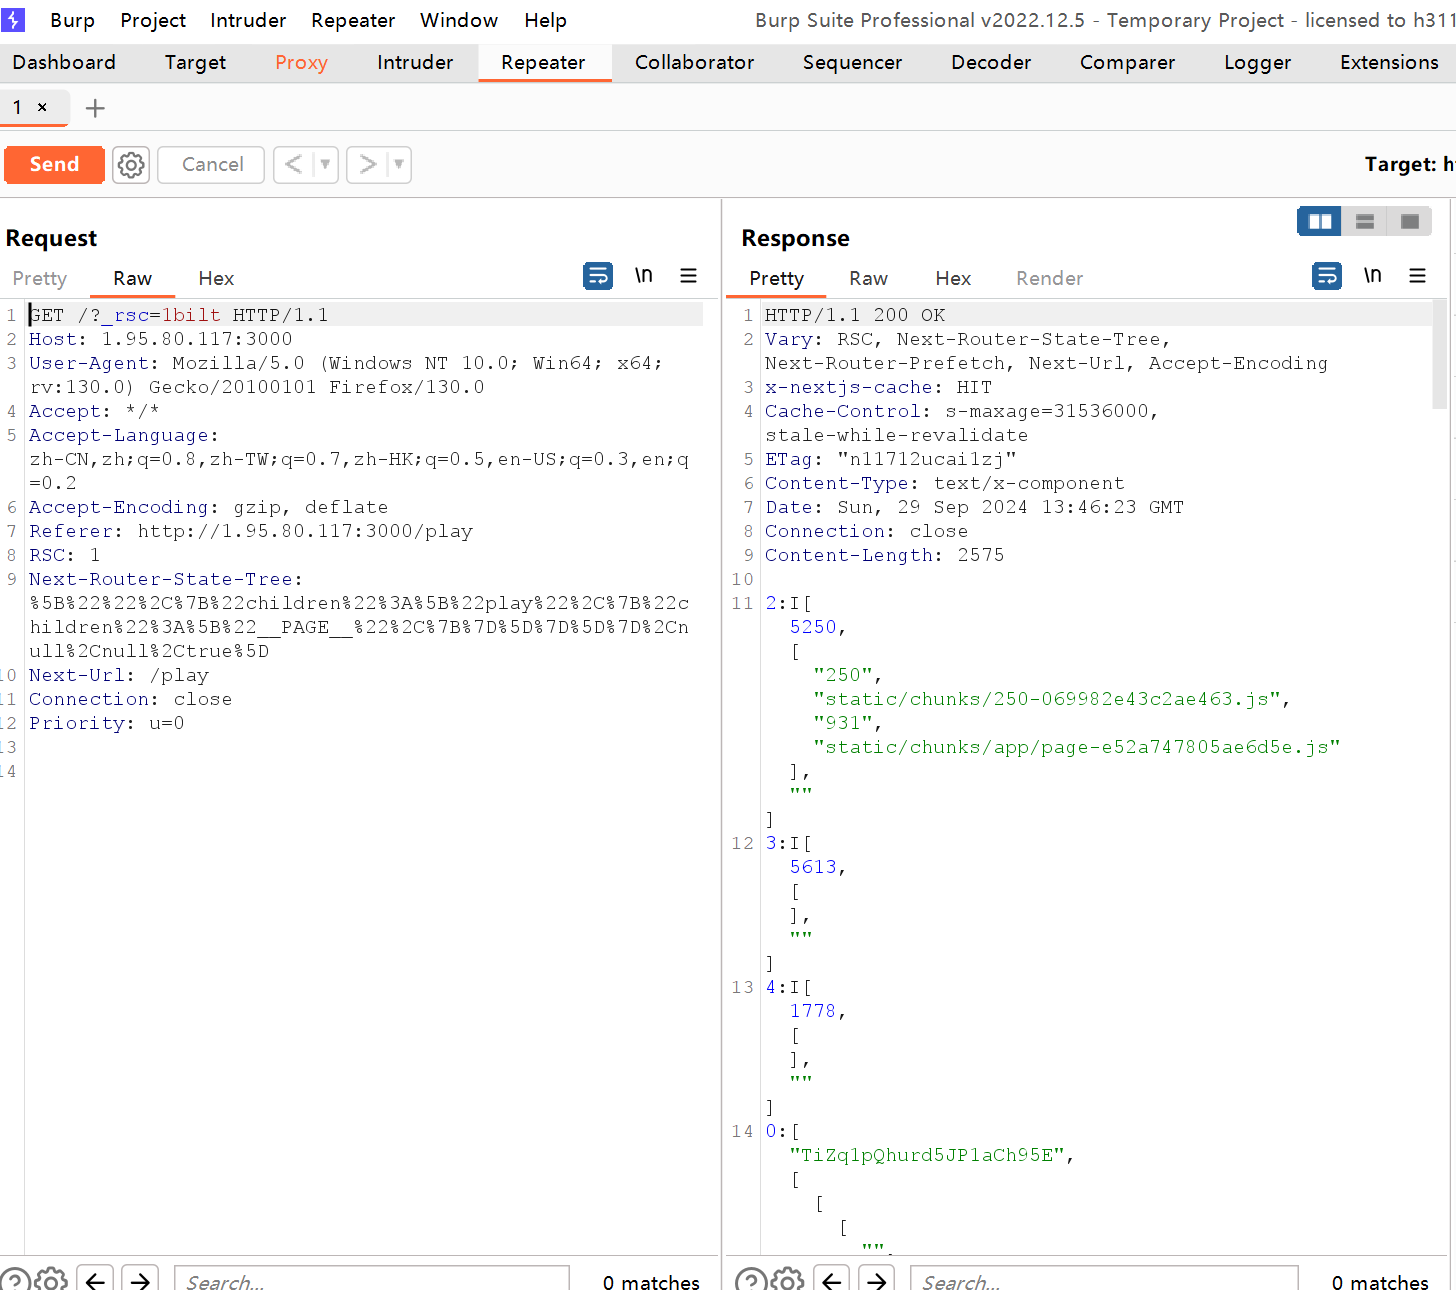 Burp Project Intruder Repeater Window Help Burp Suite Professional v2022.12.5 - Temporary Project - licensed to h311
Dashboard Target Proxy Intruder Repeater Collaborator Sequencer Decoder Comparer Logger Extensions
1 × +
Send Cancel < >
Target: h
Request
Pretty Raw Hex \n
1 GET /?_rsc=1bilt HTTP/1.1
2 Host: 1.95.80.117:3000
3 User-Agent: Mozilla/5.0 (Windows NT 10.0; Win64; x64;
rv:130.0) Gecko/20100101 Firefox/130.0
4 Accept: */*
5 Accept-Language:
zh-CN,zh;q=0.8,zh-TW;q=0.7,zh-HK;q=0.5,en-US;q=0.3,en;q
=0.2
6 Accept-Encoding: gzip, deflate
7 Referer: http://1.95.80.117:3000/play
8 RSC: 1
9 Next-Router-State-Tree:
%5B%22%22%2C%7B%22children%22%3A%5B%22play%22%2C%7B%22c
hildren%22%3A%5B%22__PAGE__%22%2C%7B%7D%5D%7D%5D%7D%2Cn
ull%2Cnull%2Ctrue%5D
10 Next-Url: /play
11 Connection: close
12 Priority: u=0
13
14
Search... 0 matches
Response
Pretty Raw Hex Render \n
1 HTTP/1.1 200 OK
2 Vary: RSC, Next-Router-State-Tree,
Next-Router-Prefetch, Next-Url, Accept-Encoding
3 x-nextjs-cache: HIT
4 Cache-Control: s-maxage=31536000,
stale-while-revalidate
5 ETag: "n11712ucai1zj"
6 Content-Type: text/x-component
7 Date: Sun, 29 Sep 2024 13:46:23 GMT
8 Connection: close
9 Content-Length: 2575
10
11 2:I[
5250,
[
"250",
"static/chunks/250-069982e43c2ae463.js",
"931",
"static/chunks/app/page-e52a747805ae6d5e.js"
],
""
]
12 3:I[
5613,
[
],
""
]
13 4:I[
1778,
[
],
""
]
14 0:[
"TiZq1pQhurd5JP1aCh95E",
[
[
[
"",
Search... 0 matches